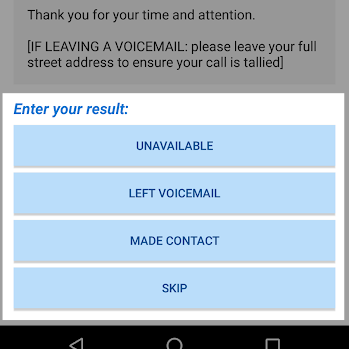 Thank you for your time and attention.
[IF LEAVING A VOICEMAIL: please leave your full
street address to ensure your call is tallied]
Enter your result:
UNAVAILABLE
LEFT VOICEMAIL
MADE CONTACT
SKIP